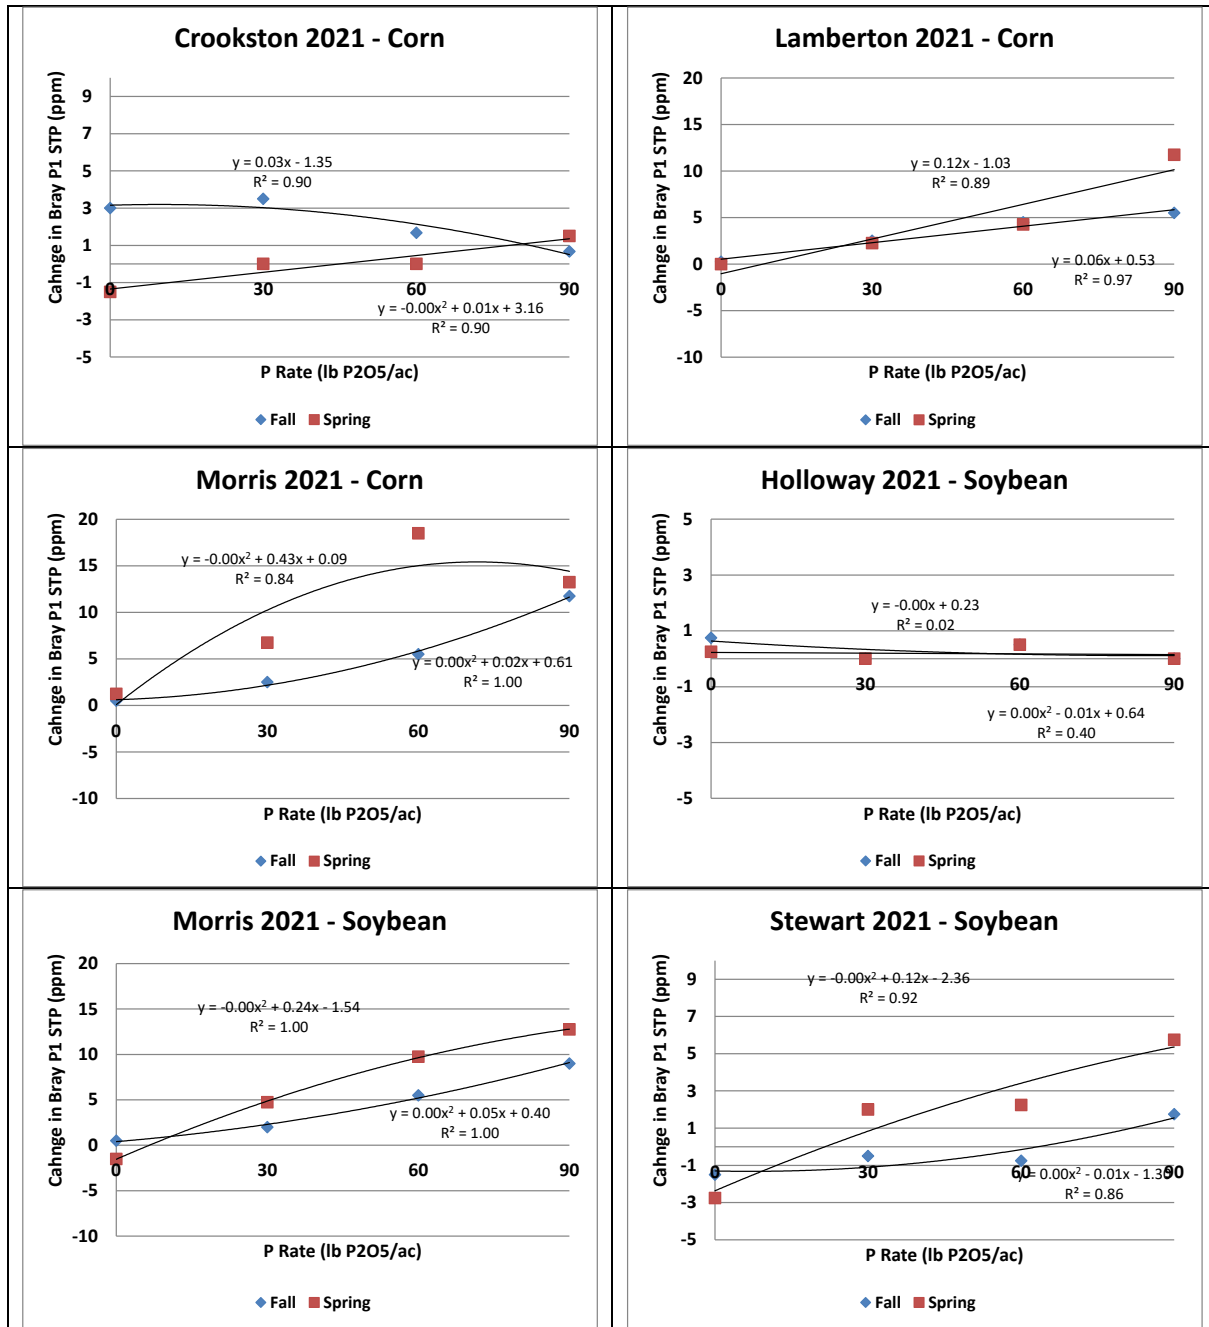 Crookston 2021 - Corn
Cahnge in Bray P1 STP (ppm)
9
7
5
3
1
-1
-3
-5
y = 0.03x - 1.35
R² = 0.90
0 30 60 90
y = -0.00x² + 0.01x + 3.16
R² = 0.90
P Rate (lb P2O5/ac)
Fall Spring
Lamberton 2021 - Corn
Cahnge in Bray P1 STP (ppm)
20
15
10
5
0
-5
-10
y = 0.12x - 1.03
R² = 0.89
y = 0.06x + 0.53
R² = 0.97
0 30 60 90
P Rate (lb P2O5/ac)
Fall Spring
Morris 2021 - Corn
Cahnge in Bray P1 STP (ppm)
20
15
10
5
0
-5
-10
y = -0.00x² + 0.43x + 0.09
R² = 0.84
y = 0.00x² + 0.02x + 0.61
R² = 1.00
0 30 60 90
P Rate (lb P2O5/ac)
Fall Spring
Holloway 2021 - Soybean
Cahnge in Bray P1 STP (ppm)
5
3
1
-1
-3
-5
y = -0.00x + 0.23
R² = 0.02
0 30 60 90
y = 0.00x² - 0.01x + 0.64
R² = 0.40
P Rate (lb P2O5/ac)
Fall Spring
Morris 2021 - Soybean
Cahnge in Bray P1 STP (ppm)
20
15
10
5
0
-5
-10
y = -0.00x² + 0.24x - 1.54
R² = 1.00
y = 0.00x² + 0.05x + 0.40
R² = 1.00
0 30 60 90
P Rate (lb P2O5/ac)
Fall Spring
Stewart 2021 - Soybean
Cahnge in Bray P1 STP (ppm)
9
7
5
3
1
-1
-3
-5
y = -0.00x² + 0.12x - 2.36
R² = 0.92
0 30 60 90
y = 0.00x² - 0.01x - 1.30
R² = 0.86
P Rate (lb P2O5/ac)
Fall Spring